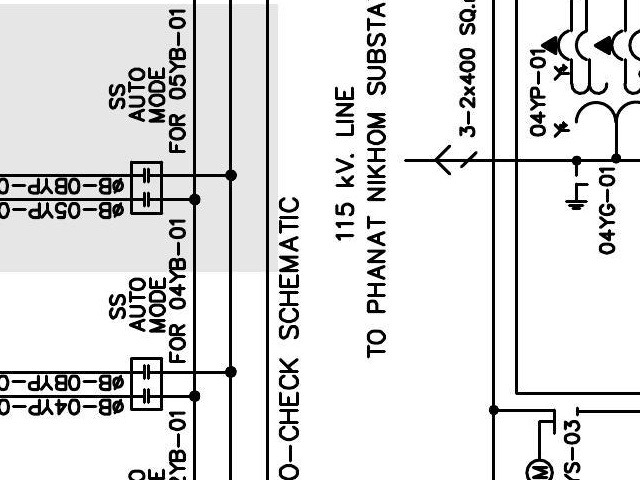 SS
AUTO
MODE
FOR 05YB-01
ØB-0BYP-0
ØB-05YP-0
SS
AUTO
MODE
FOR 04YB-01
ØB-0BYP-0
ØB-04YP-0
YB-01
O-CHECK SCHEMATIC
115 kV. LINE
TO PHANAT NIKHOM SUBSTA
3-2x400 SQ.
04YP-01
04YG-01
YS-03
M